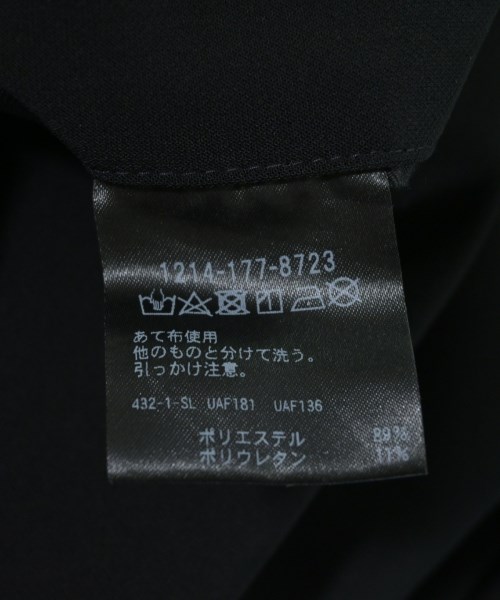 1214-177-8723
あて布使用
他のものと分けて洗う。
引っかけ注意。
432-1-SL UAF181 UAF136
ポリエステル 89%
ポリウレタン 11%